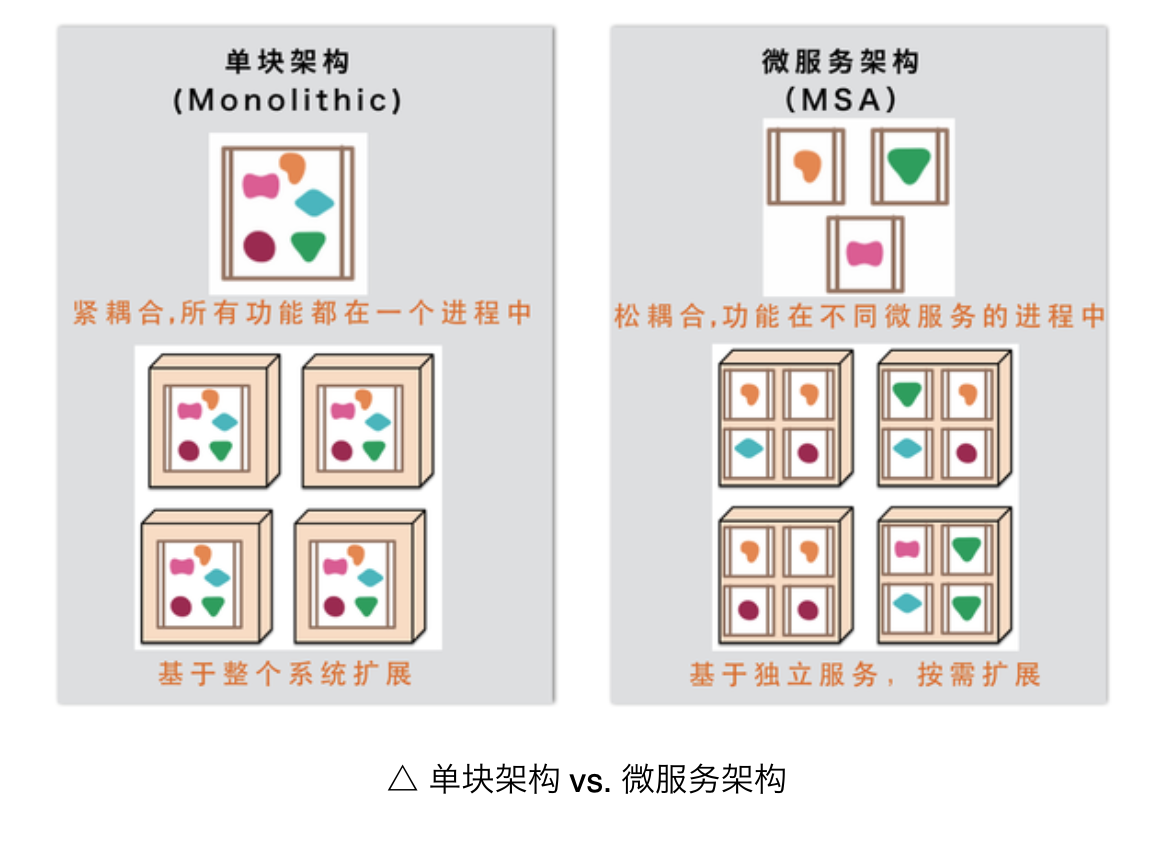 单块架构
(Monolithic)
紧耦合,所有功能都在一个进程中
基于整个系统扩展
微服务架构
（MSA）
松耦合,功能在不同微服务的进程中
基于独立服务，按需扩展
△ 单块架构 vs. 微服务架构